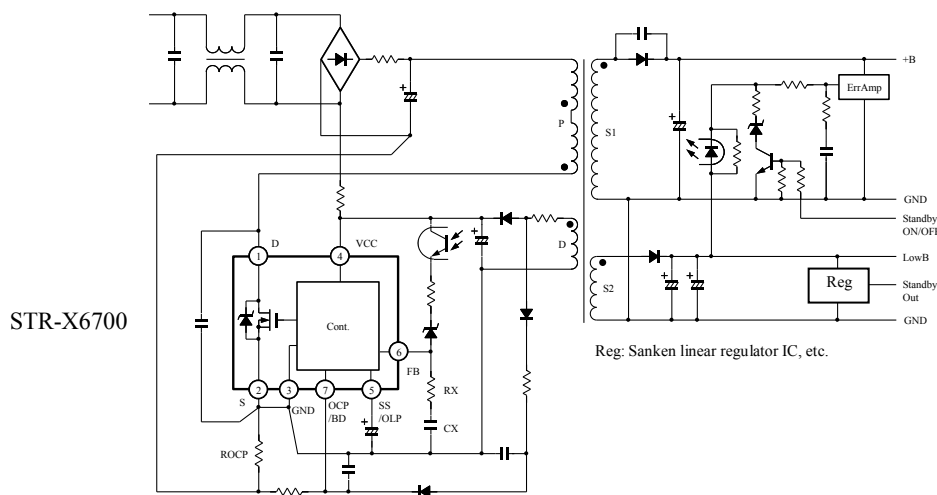 +B
ErrAmp
P
S1
GND
Standby
ON/OFF
D
D
VCC
1
4
LowB
S2
Reg
Standby
Out
STR-X6700
Cont.
GND
6
FB
Reg: Sanken linear regulator IC, etc.
2
3
7
5
S
GND
OCP
/BD
SS
/OLP
RX
CX
ROCP
+
+
+
+
+
+